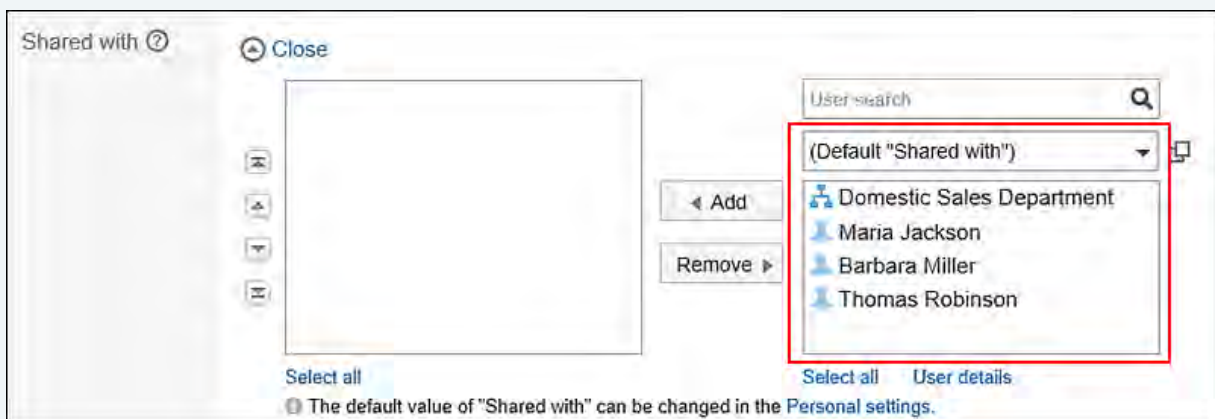 Shared with
Close
User search
(Default "Shared with")
Add
Domestic Sales Department
Maria Jackson
Barbara Miller
Remove
Thomas Robinson
Select all
Select all User details
The default value of "Shared with" can be changed in the Personal settings.